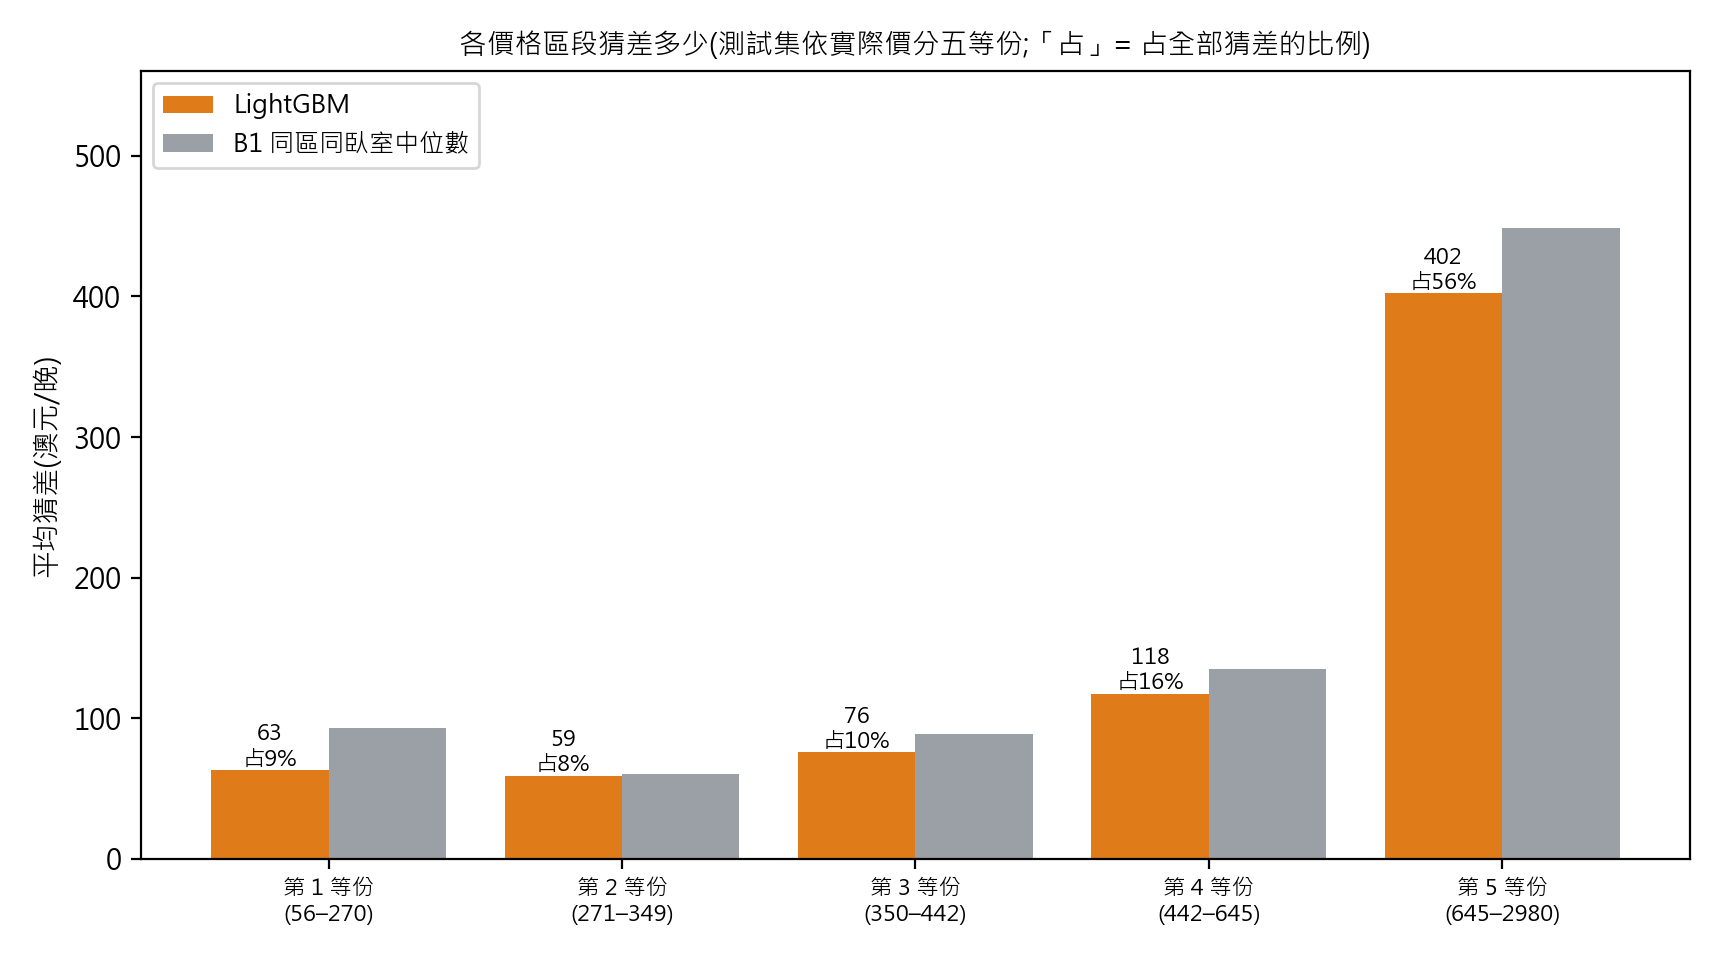 各價格區段猜差多少(測試集依實際價分五等份;「占」= 占全部猜差的比例)
LightGBM
B1 同區同臥室中位數
平均猜差(澳元/晚)
500
400
300
200
100
0
63
占9%
59
占8%
76
占10%
118
占16%
402
占56%
第 1 等份
(56–270)
第 2 等份
(271–349)
第 3 等份
(350–442)
第 4 等份
(442–645)
第 5 等份
(645–2980)